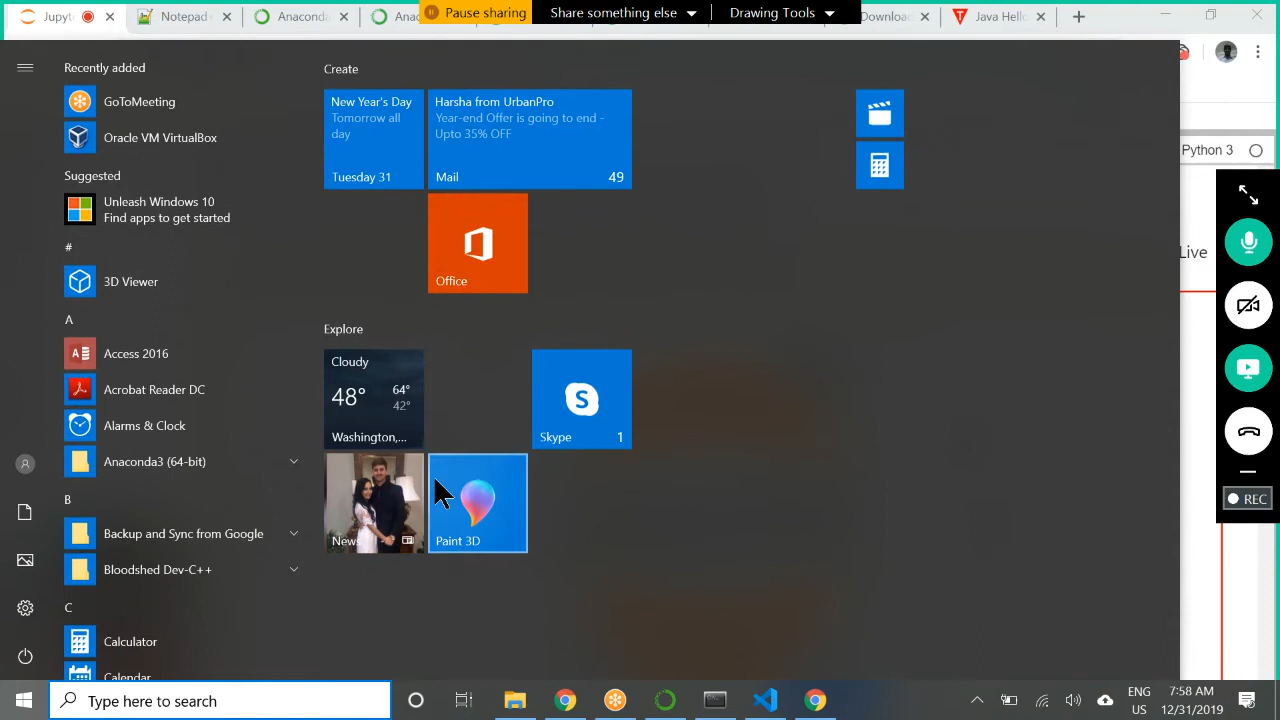 Jupyt
Notepad
Anaconda
Ana
Pause sharing
Share something else
Drawing Tools
Download
Java Hello
Recently added
GoToMeeting
Oracle VM VirtualBox
Suggested
Unleash Windows 10
Find apps to get started
#
3D Viewer
A
Access 2016
Acrobat Reader DC
Alarms & Clock
Anaconda3 (64-bit)
B
Backup and Sync from Google
Bloodshed Dev-C++
C
Calculator
Calendar
Create
New Year's Day
Tomorrow all
day
Tuesday 31
Harsha from UrbanPro
Year-end Offer is going to end -
Upto 35% OFF
Mail
49
Office
Explore
Cloudy
48°
64°
42°
Washington,...
Skype
1
News
Paint 3D
Python 3
Live
REC
Type here to search
ENG
US
7:58 AM
12/31/2019